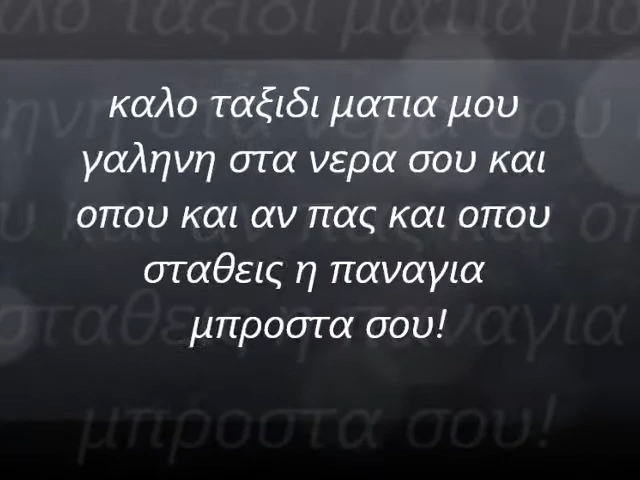 καλο ταξιδι ματια μου
γαληνη στα νερα σου και
οπου και αν πας και οπου
σταθεις η παναγια
μπροστα σου!